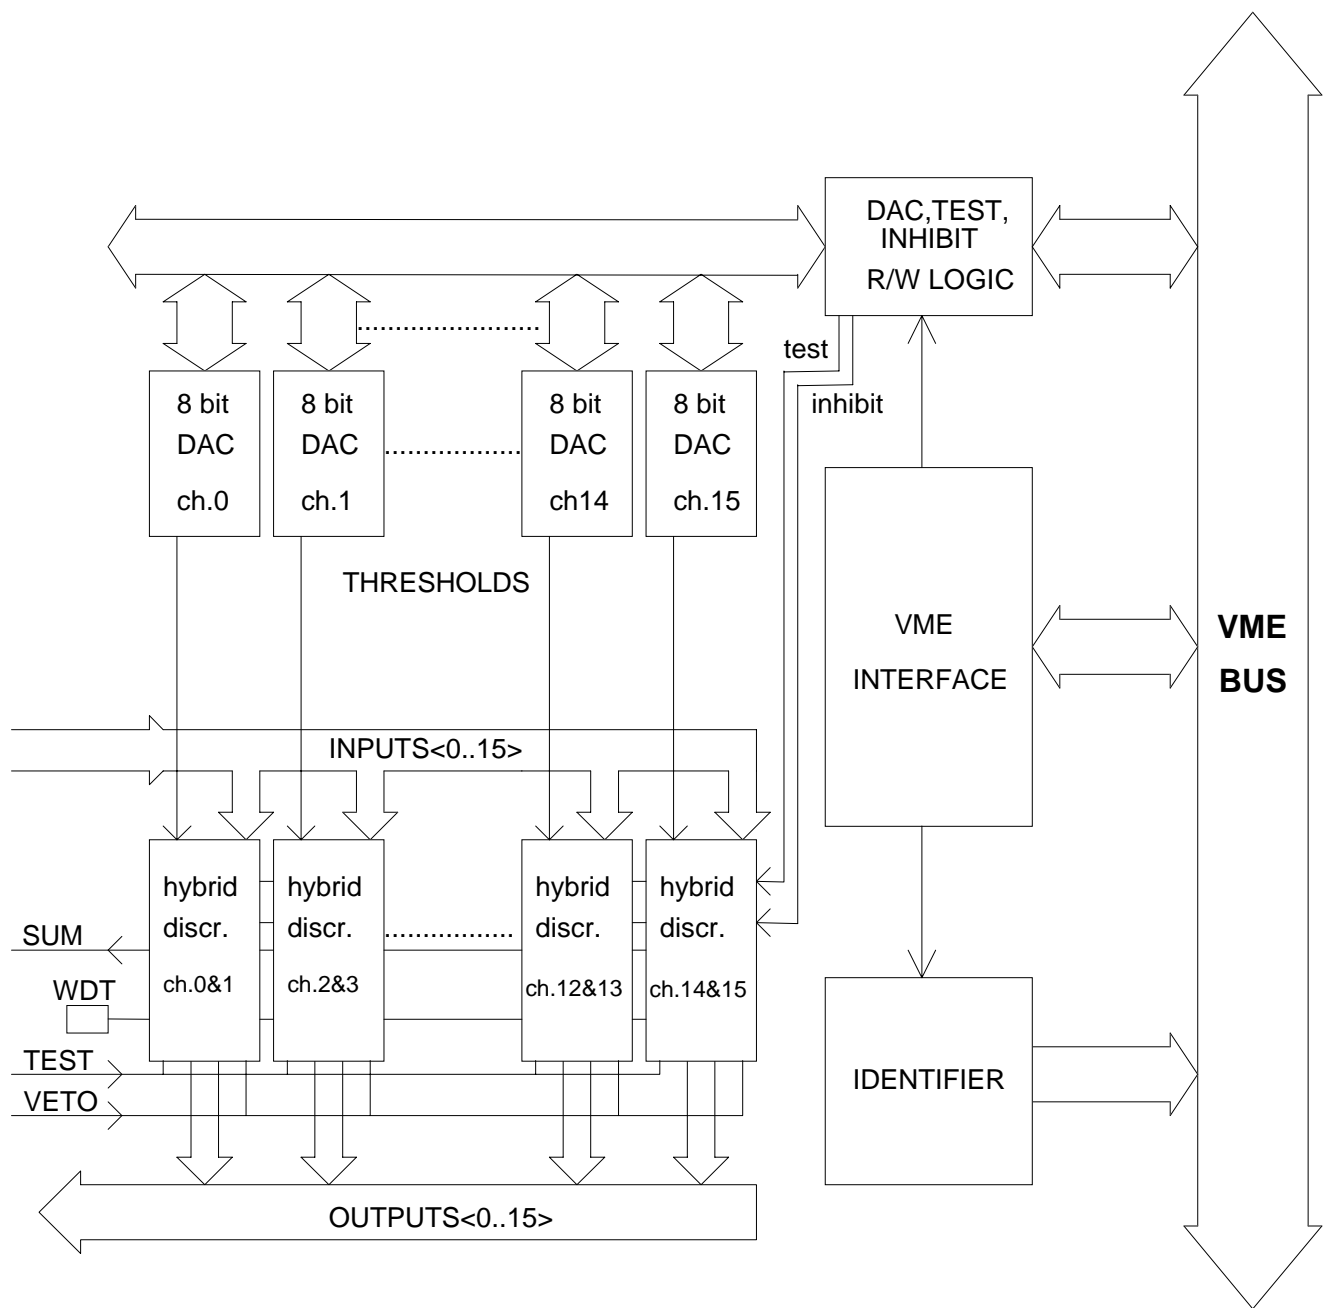 DAC,TEST,
INHIBIT
R/W LOGIC
test
inhibit
8 bit
DAC
ch.0
8 bit
DAC
ch.1
8 bit
DAC
ch14
8 bit
DAC
ch.15
THRESHOLDS
VME
INTERFACE
VME
BUS
INPUTS<0..15>
hybrid
discr.
ch.0&1
hybrid
discr.
ch.2&3
hybrid
discr.
ch.12&13
hybrid
discr.
ch.14&15
SUM
WDT
TEST
VETO
IDENTIFIER
OUTPUTS<0..15>